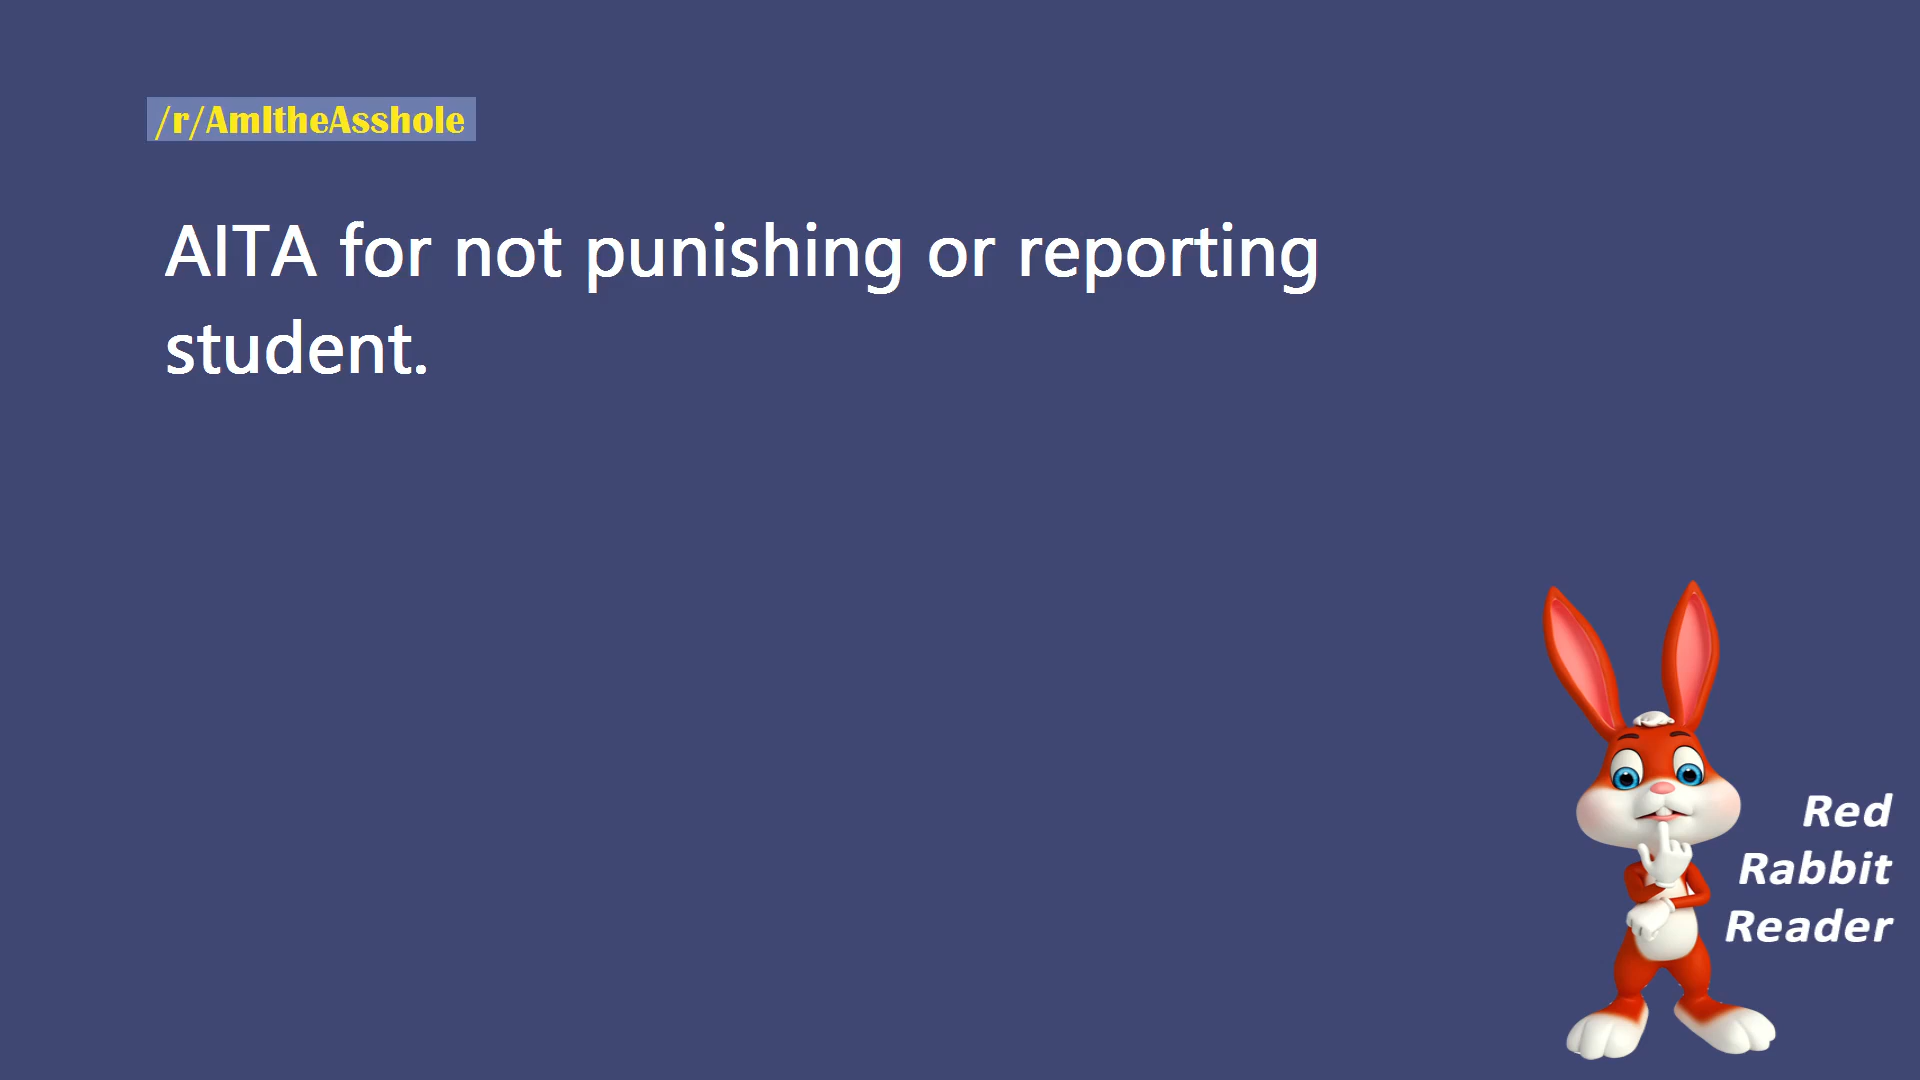 /r/AmItheAsshole
AITA for not punishing or reporting
student.
Red
Rabbit
Reader